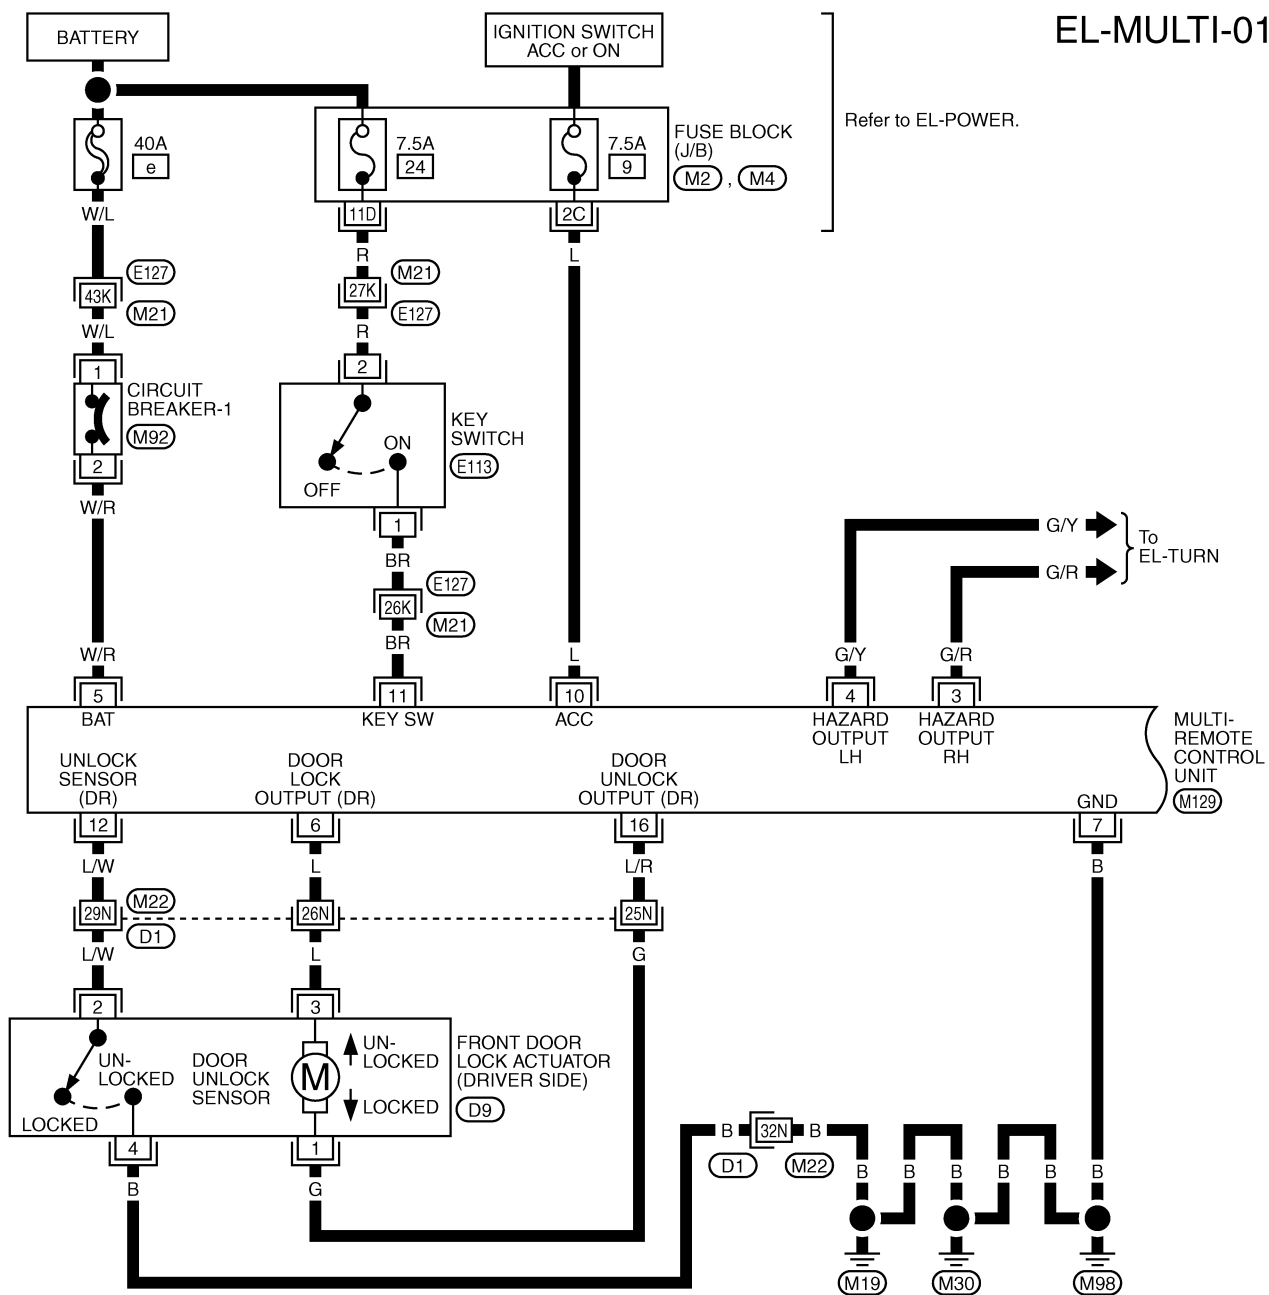 EL-MULTI-01
BATTERY
IGNITION SWITCH
ACC or ON
Refer to EL-POWER.
40A
e
7.5A
24
7.5A
9
FUSE BLOCK
(J/B)
M2 , M4
W/L
11D
2C
R
L
E127
43K
M21
M21
27K
E127
W/L
R
1
2
CIRCUIT
BREAKER-1
M92
2
KEY
SWITCH
E113
ON
OFF
W/R
1
BR
E127
26K
M21
BR
G/Y
G/R
To
EL-TURN
W/R
L
G/Y
G/R
5
11
10
4
3
BAT
KEY SW
ACC
HAZARD
OUTPUT
LH
HAZARD
OUTPUT
RH
MULTI-
REMOTE
CONTROL
UNIT
M129
UNLOCK
SENSOR
(DR)
DOOR
LOCK
OUTPUT (DR)
DOOR
UNLOCK
OUTPUT (DR)
GND
12
6
16
7
L/W
L
L/R
B
M22
29N
26N
25N
D1
L/W
L
G
2
3
UN-
LOCKED
LOCKED
DOOR
UNLOCK
SENSOR
M
UN-
LOCKED
LOCKED
FRONT DOOR
LOCK ACTUATOR
(DRIVER SIDE)
D9
4
1
B
G
B
32N
B
D1
M22
B
B
B
B
B
B
M19
M30
M98